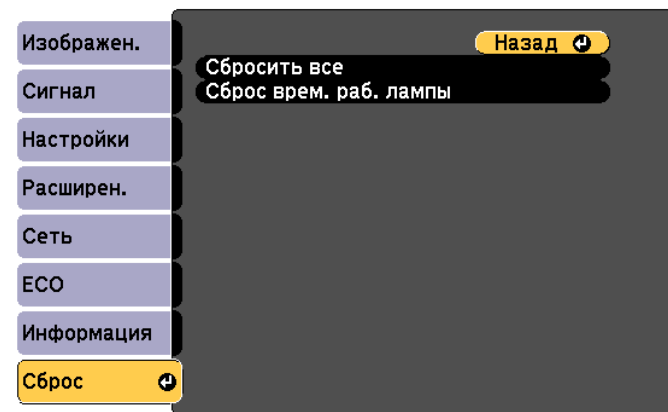 Изображен.
Сигнал
Настройки
Расширен.
Сеть
ECO
Информация
Сброс
Назад
Сбросить все
Сброс врем. раб. лампы